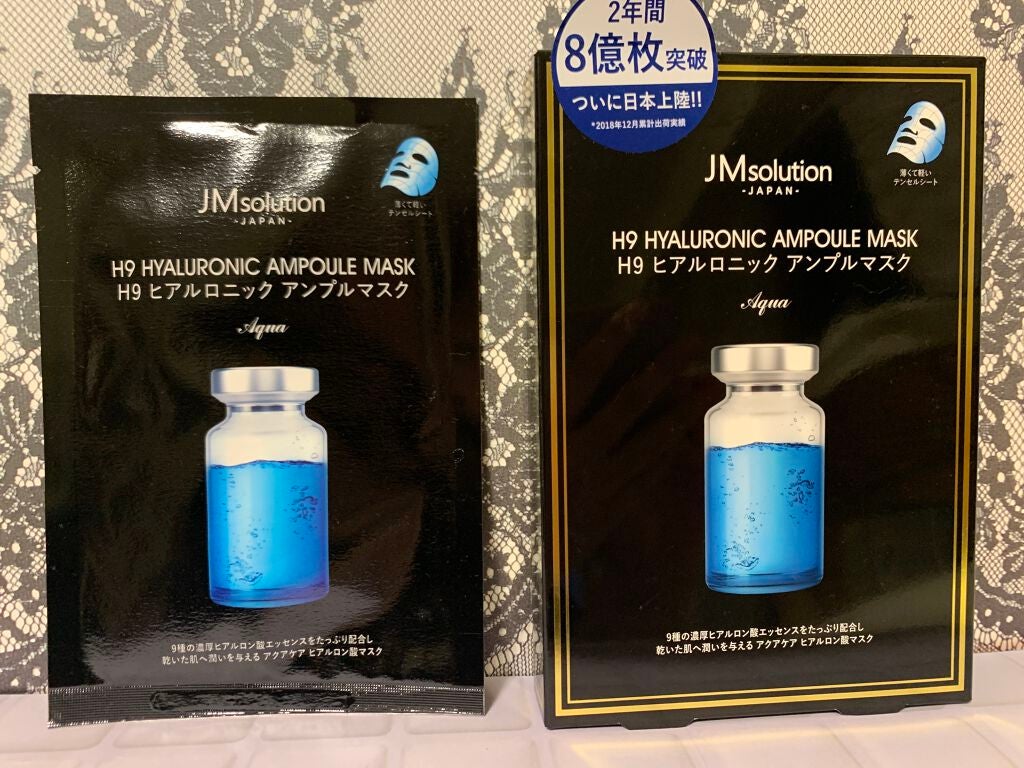 JMsolution
-JAPAN-
薄くて軽い
テンセルシート
H9 HYALURONIC AMPOULE MASK
H9 ヒアルロニック アンプルマスク
Aqua
9種の濃厚ヒアルロン酸エッセンスをたっぷり配合し
乾いた肌へ潤いを与える アクアケア ヒアルロン酸マスク
2年間
8億枚突破
ついに日本上陸!!
*2018年12月累計出荷実績
JMsolution
-JAPAN-
薄くて軽い
テンセルシート
H9 HYALURONIC AMPOULE MASK
H9 ヒアルロニック アンプルマスク
Aqua
9種の濃厚ヒアルロン酸エッセンスをたっぷり配合し
乾いた肌へ潤いを与える アクアケア ヒアルロン酸マスク